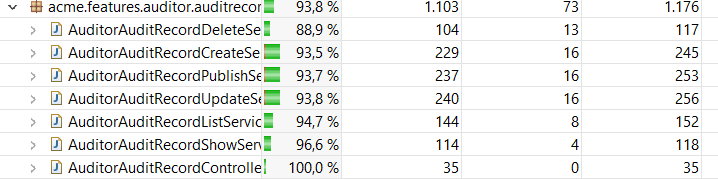 acme.features.auditor.auditrecor 93,8 % 1.103 73 1.176
AuditorAuditRecordDeleteSe 88,9 % 104 13 117
AuditorAuditRecordCreateSe 93,5 % 229 16 245
AuditorAuditRecordPublishSe 93,7 % 237 16 253
AuditorAuditRecordUpdateSe 93,8 % 240 16 256
AuditorAuditRecordListServic 94,7 % 144 8 152
AuditorAuditRecordShowServ 96,6 % 114 4 118
AuditorAuditRecordControlle 100,0 % 35 0 35